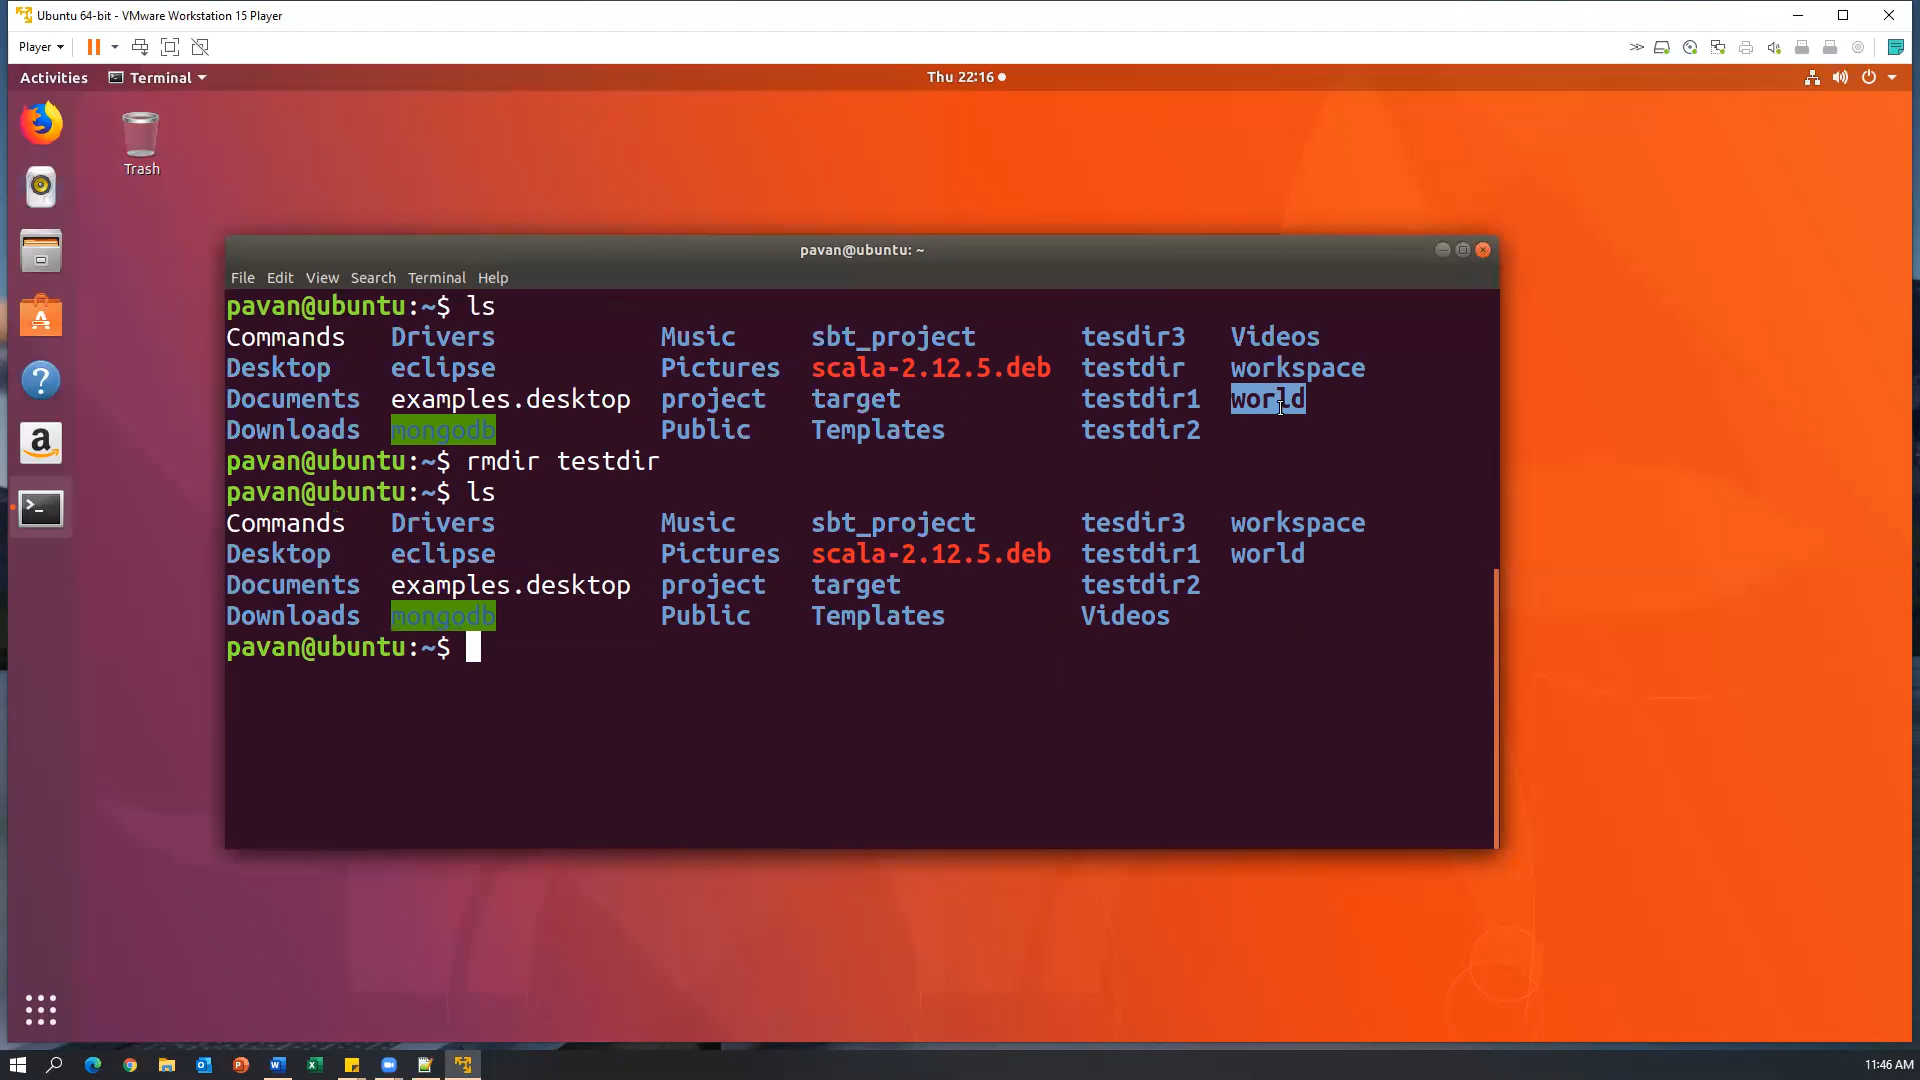 Ubuntu 64-bit - VMware Workstation 15 Player
Player
Activities Terminal Thu 22:16
Trash
pavan@ubuntu: ~
File Edit View Search Terminal Help
pavan@ubuntu:~$ ls
Commands Drivers Music sbt_project tesdir3 Videos
Desktop eclipse Pictures scala-2.12.5.deb testdir workspace
Documents examples.desktop project target testdir1 world
Downloads mongodb Public Templates testdir2
pavan@ubuntu:~$ rmdir testdir
pavan@ubuntu:~$ ls
Commands Drivers Music sbt_project tesdir3 workspace
Desktop eclipse Pictures scala-2.12.5.deb testdir1 world
Documents examples.desktop project target testdir2
Downloads mongodb Public Templates Videos
pavan@ubuntu:~$
11:46 AM